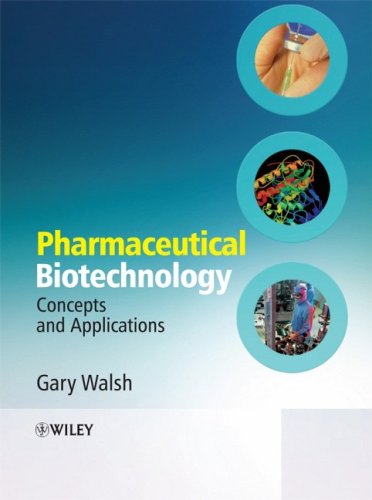 Pharmaceutical
Biotechnology
Concepts
and Applications
Gary Walsh
WILEY